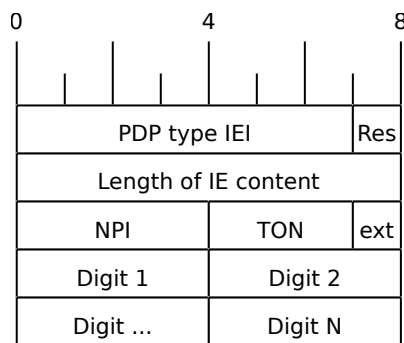 0 4 8
PDP type IEI Res
Length of IE content
NPI TON ext
Digit 1 Digit 2
Digit ... Digit N